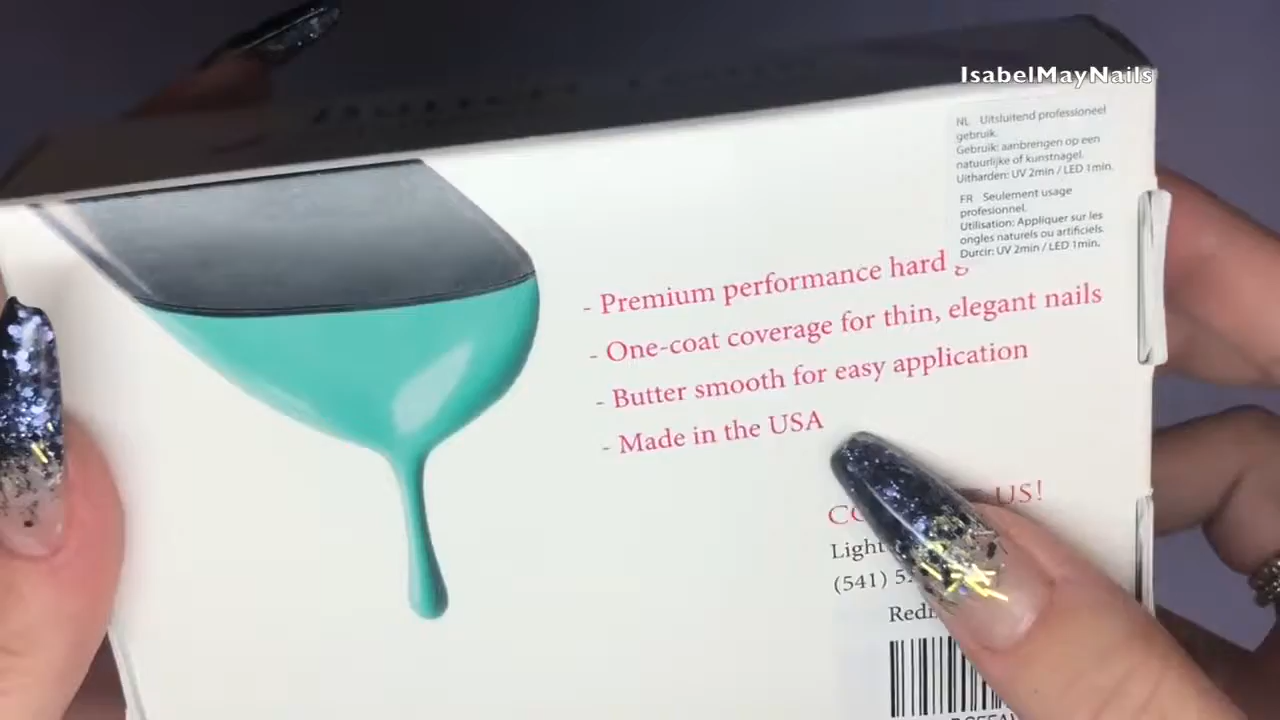 IsabelMayNails
NL Uitsluitend professioneel
gebruik.
Gebruik: aanbrengen op een
natuurlijke of kunstnagel.
Uitharden: UV 2min / LED 1min.
FR Seulement usage
profesionnel.
Utilisation: Appliquer sur les
ongles naturels ou artificiels.
Durcir: UV 2min / LED 1min.
- Premium performance hard
- One-coat coverage for thin, elegant nails
- Butter smooth for easy application
- Made in the USA
US!
Light
(541)